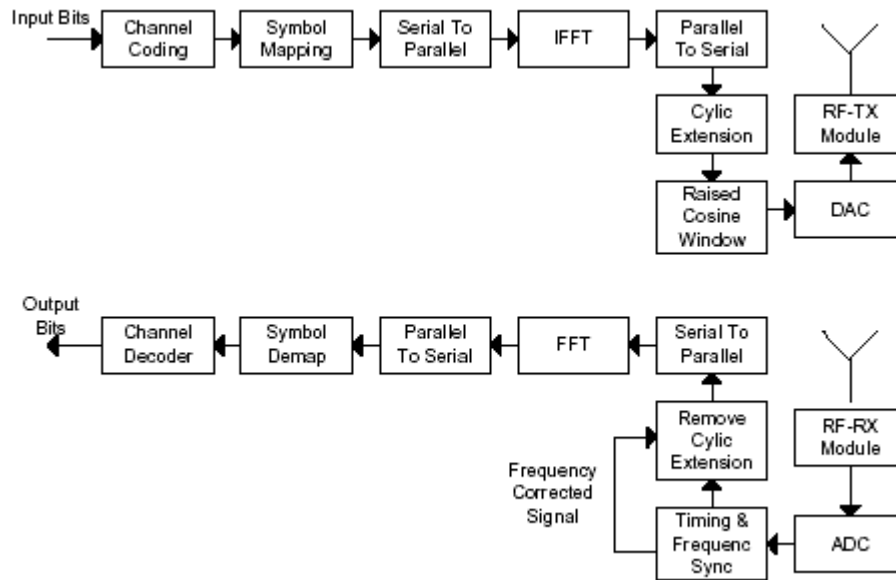 Input Bits
Channel
Coding
Symbol
Mapping
Serial To
Parallel
IFFT
Parallel
To Serial
Cylic
Extension
RF-TX
Module
Raised
Cosine
Window
DAC
Output
Bits
Channel
Decoder
Symbol
Demap
Parallel
To Serial
FFT
Serial To
Parallel
Remove
Cylic
Extension
RF-RX
Module
Frequency
Corrected
Signal
Timing &
Frequenc
Sync
ADC